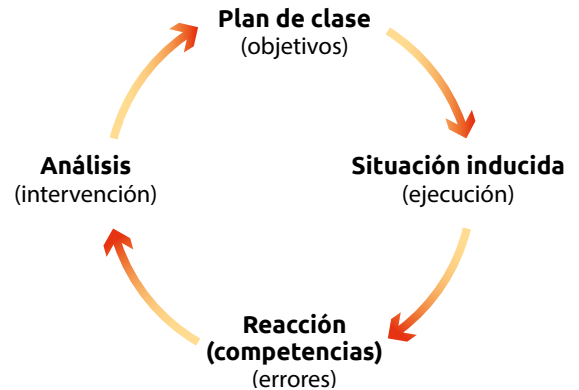 Plan de clase
(objetivos)
Análisis
(intervención)
Situación inducida
(ejecución)
Reacción
(competencias)
(errores)